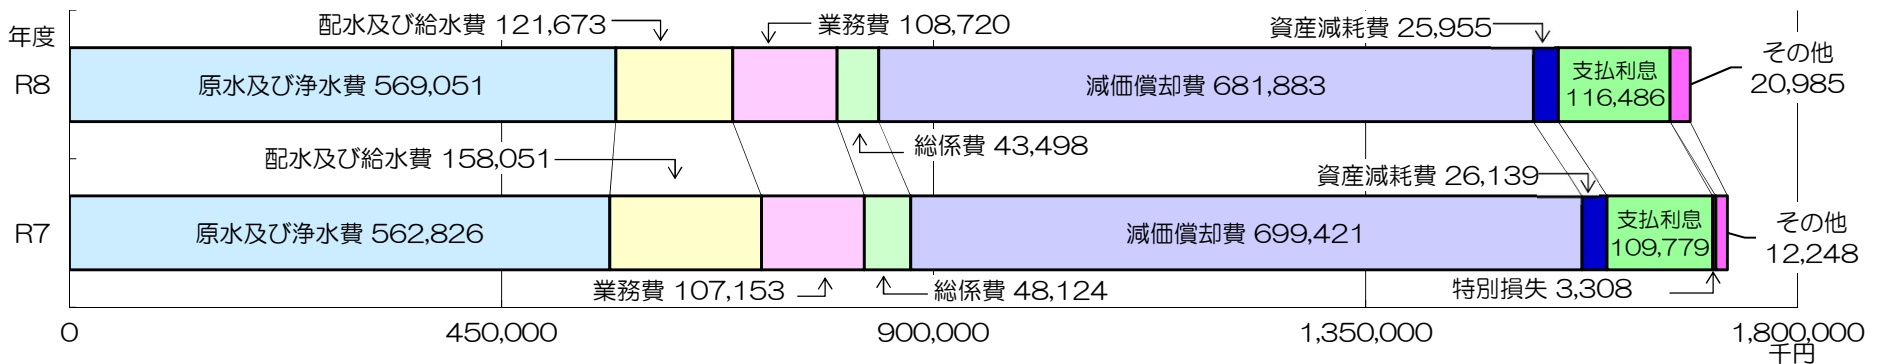 配水及び給水費 121,673
業務費 108,720
資産減耗費 25,955
年度
R8
原水及び浄水費 569,051
減価償却費 681,883
支払利息
116,486
その他
20,985
総係費 43,498
配水及び給水費 158,051
資産減耗費 26,139
R7
原水及び浄水費 562,826
減価償却費 699,421
支払利息
109,779
その他
12,248
業務費 107,153
総係費 48,124
特別損失 3,308
0
450,000
900,000
1,350,000
1,800,000
千円